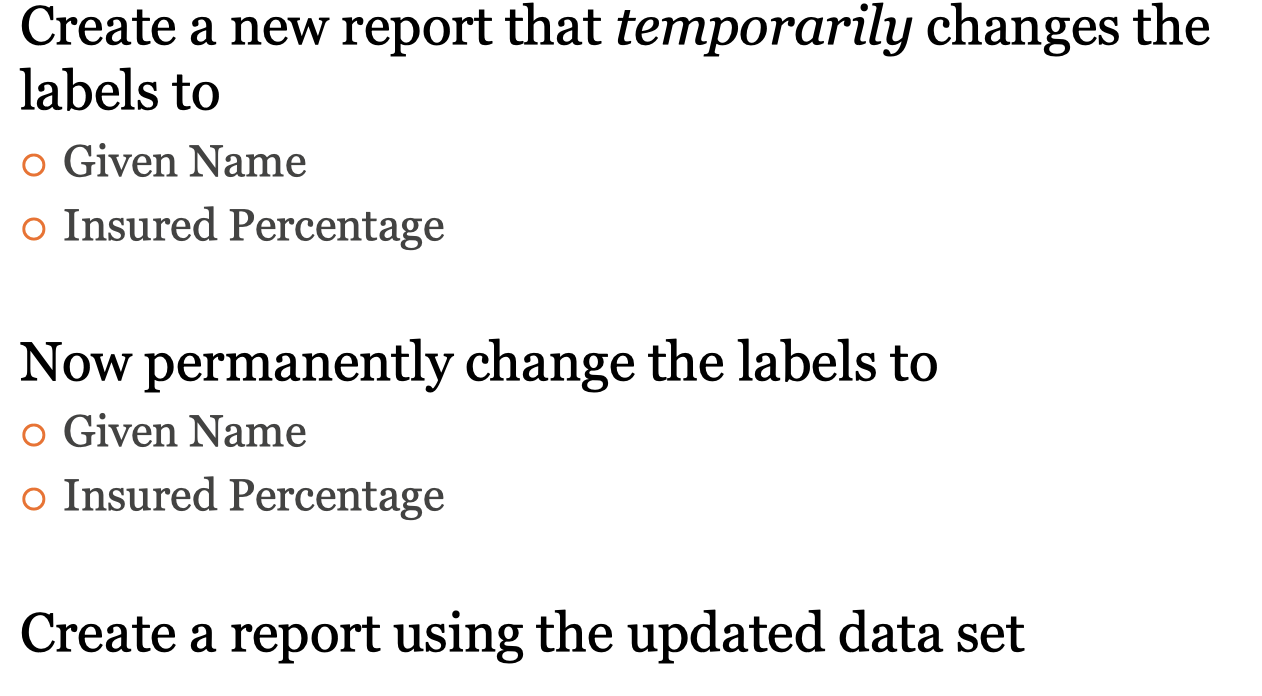 Create a new report that temporarily changes the
labels to
Given Name
Insured Percentage
Now permanently change the labels to
Given Name
Insured Percentage
Create a report using the updated data set